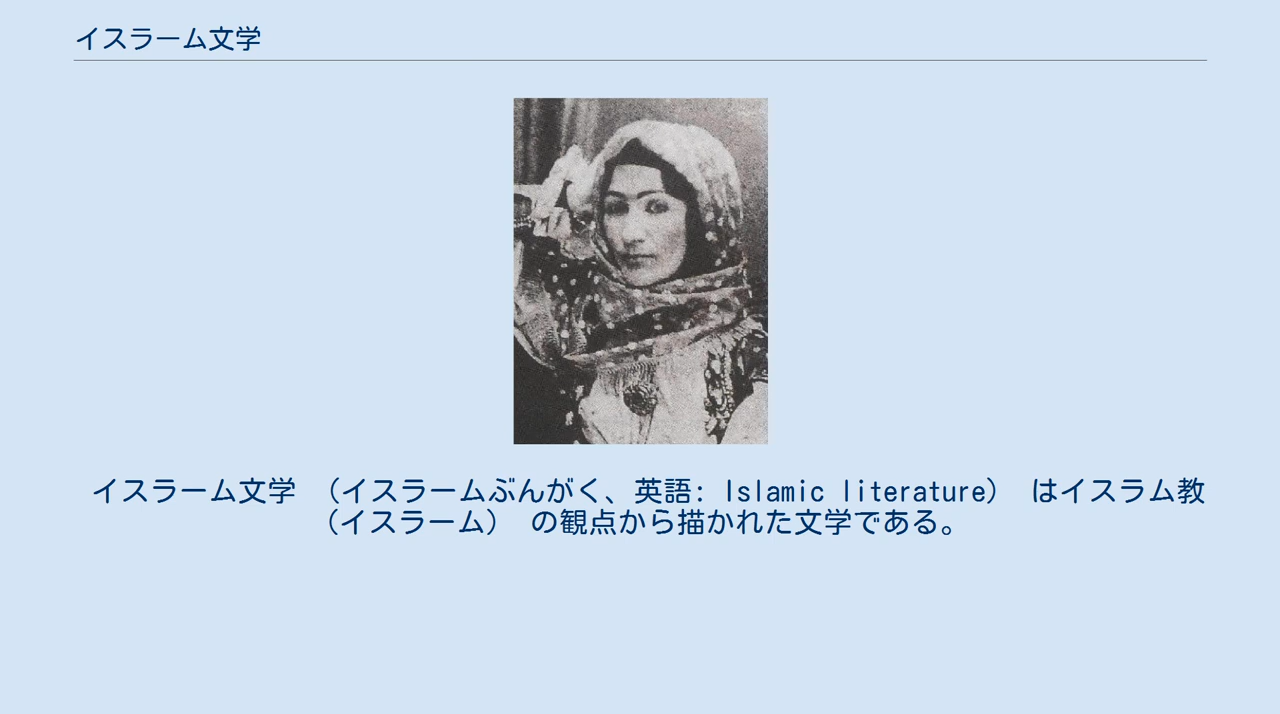 イスラーム文学
イスラーム文学 （イスラームぶんがく、英語: Islamic literature） はイスラム教
（イスラーム） の観点から描かれた文学である。